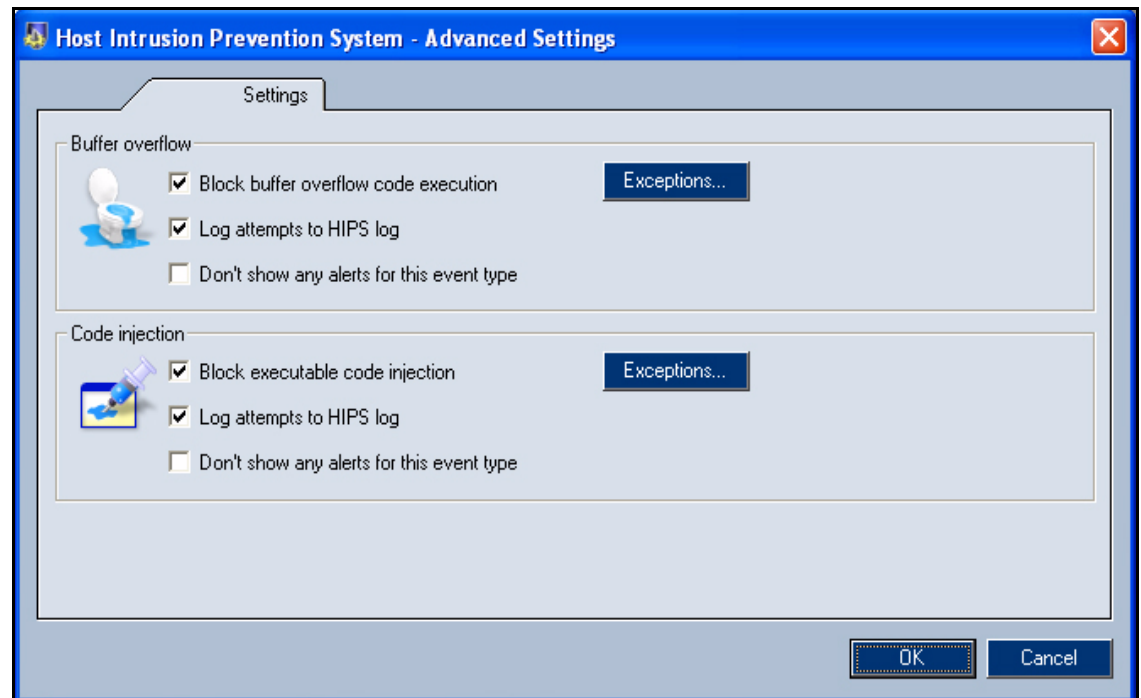 Host Intrusion Prevention System - Advanced Settings
Settings
Buffer overflow
Block buffer overflow code execution
Exceptions...
Log attempts to HIPS log
Don't show any alerts for this event type
Code injection
Block executable code injection
Exceptions...
Log attempts to HIPS log
Don't show any alerts for this event type
OK
Cancel